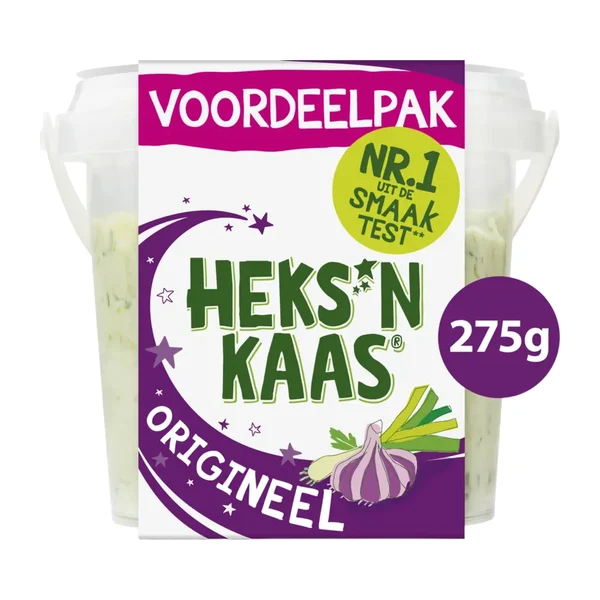 VOORDEELPAK
NR.1
UIT DE
SMAAK
TEST**
HEKS'N
KAAS®
275g
ORIGINEEL